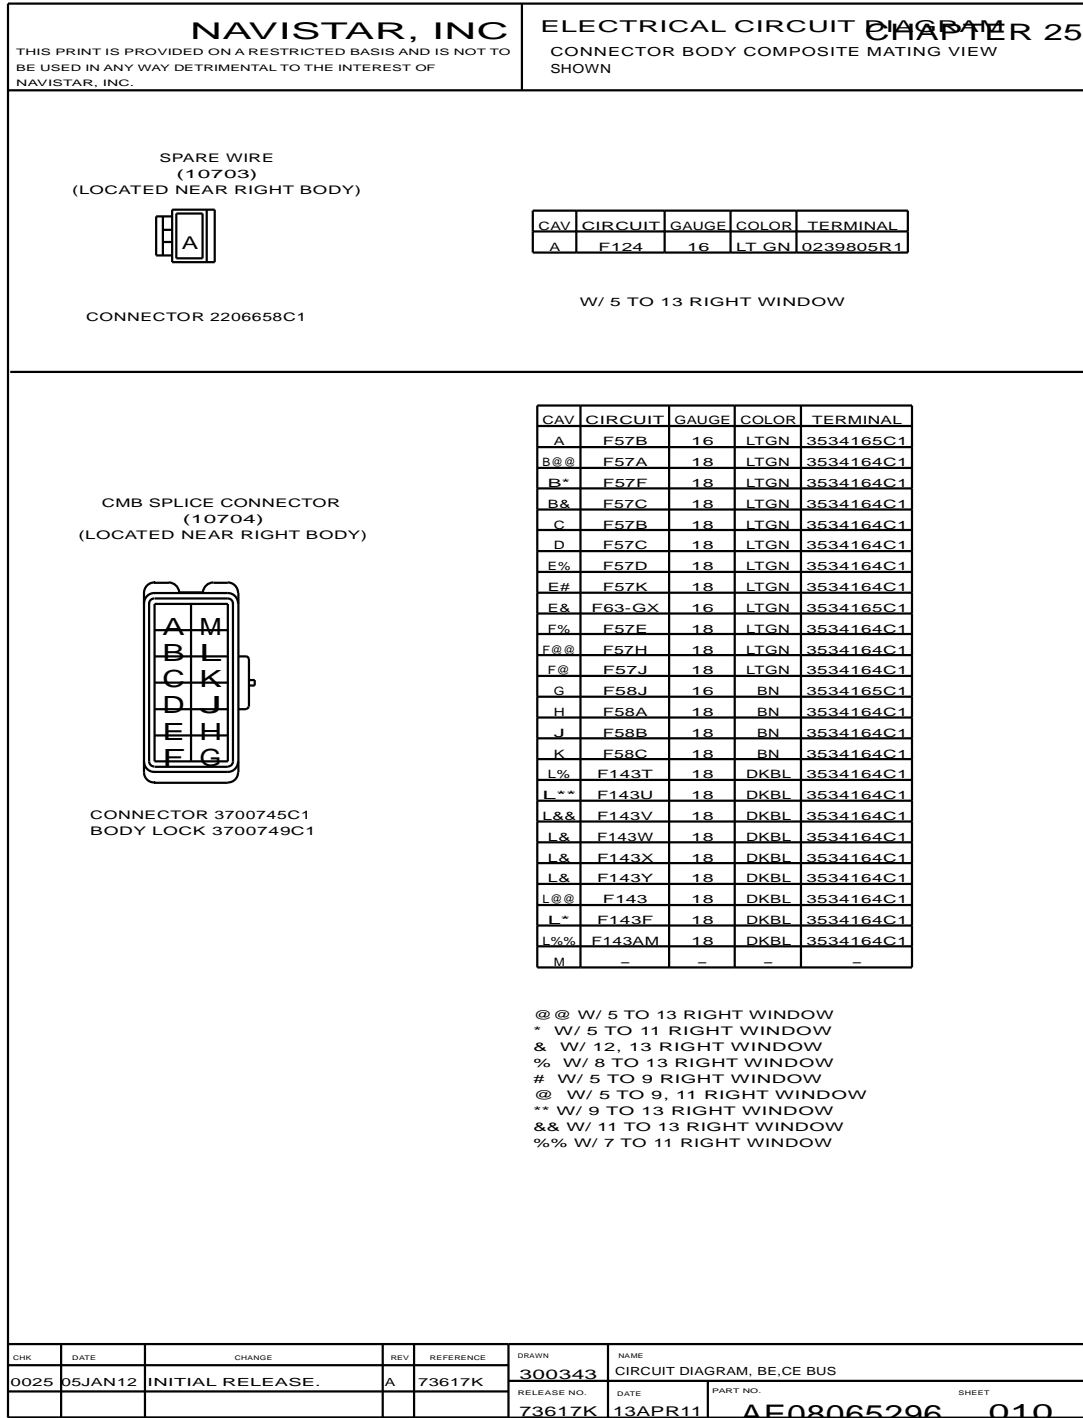 NAVISTAR, INC
THIS PRINT IS PROVIDED ON A RESTRICTED BASIS AND IS NOT TO
BE USED IN ANY WAY DETRIMENTAL TO THE INTEREST OF
NAVISTAR, INC.
ELECTRICAL CIRCUIT DIAGRAM
CHAPTER 25
CONNECTOR BODY COMPOSITE MATING VIEW
SHOWN
SPARE WIRE
(10703)
(LOCATED NEAR RIGHT BODY)
A
CONNECTOR 2206658C1
CAV CIRCUIT GAUGE COLOR TERMINAL
A F124 16 LT GN 0239805R1
W/ 5 TO 13 RIGHT WINDOW
CMB SPLICE CONNECTOR
(10704)
(LOCATED NEAR RIGHT BODY)
A M
B L
C K
D J
E H
F G
CONNECTOR 3700745C1
BODY LOCK 3700749C1
CAV CIRCUIT GAUGE COLOR TERMINAL
A F57B 16 LTGN 3534165C1
B@@ F57A 18 LTGN 3534164C1
B* F57F 18 LTGN 3534164C1
B& F57C 18 LTGN 3534164C1
C F57B 18 LTGN 3534164C1
D F57C 18 LTGN 3534164C1
E% F57D 18 LTGN 3534164C1
E# F57K 18 LTGN 3534164C1
E& F63-GX 16 LTGN 3534165C1
F% F57E 18 LTGN 3534164C1
F@@ F57H 18 LTGN 3534164C1
F@ F57J 18 LTGN 3534164C1
G F58J 16 BN 3534165C1
H F58A 18 BN 3534164C1
J F58B 18 BN 3534164C1
K F58C 18 BN 3534164C1
L% F143T 18 DKBL 3534164C1
L** F143U 18 DKBL 3534164C1
L&& F143V 18 DKBL 3534164C1
L& F143W 18 DKBL 3534164C1
L& F143X 18 DKBL 3534164C1
L& F143Y 18 DKBL 3534164C1
L@@ F143 18 DKBL 3534164C1
L* F143F 18 DKBL 3534164C1
L%% F143AM 18 DKBL 3534164C1
M – – – –
@@ W/ 5 TO 13 RIGHT WINDOW
* W/ 5 TO 11 RIGHT WINDOW
& W/ 12, 13 RIGHT WINDOW
% W/ 8 TO 13 RIGHT WINDOW
# W/ 5 TO 9 RIGHT WINDOW
@ W/ 5 TO 9, 11 RIGHT WINDOW
** W/ 9 TO 13 RIGHT WINDOW
&& W/ 11 TO 13 RIGHT WINDOW
%% W/ 7 TO 11 RIGHT WINDOW
CHK DATE CHANGE REV REFERENCE
0025 05JAN12 INITIAL RELEASE. A 73617K
DRAWN NAME
300343 CIRCUIT DIAGRAM, BE,CE BUS
RELEASE NO. DATE PART NO. SHEET
73617K 13APR11 AE08065296 010